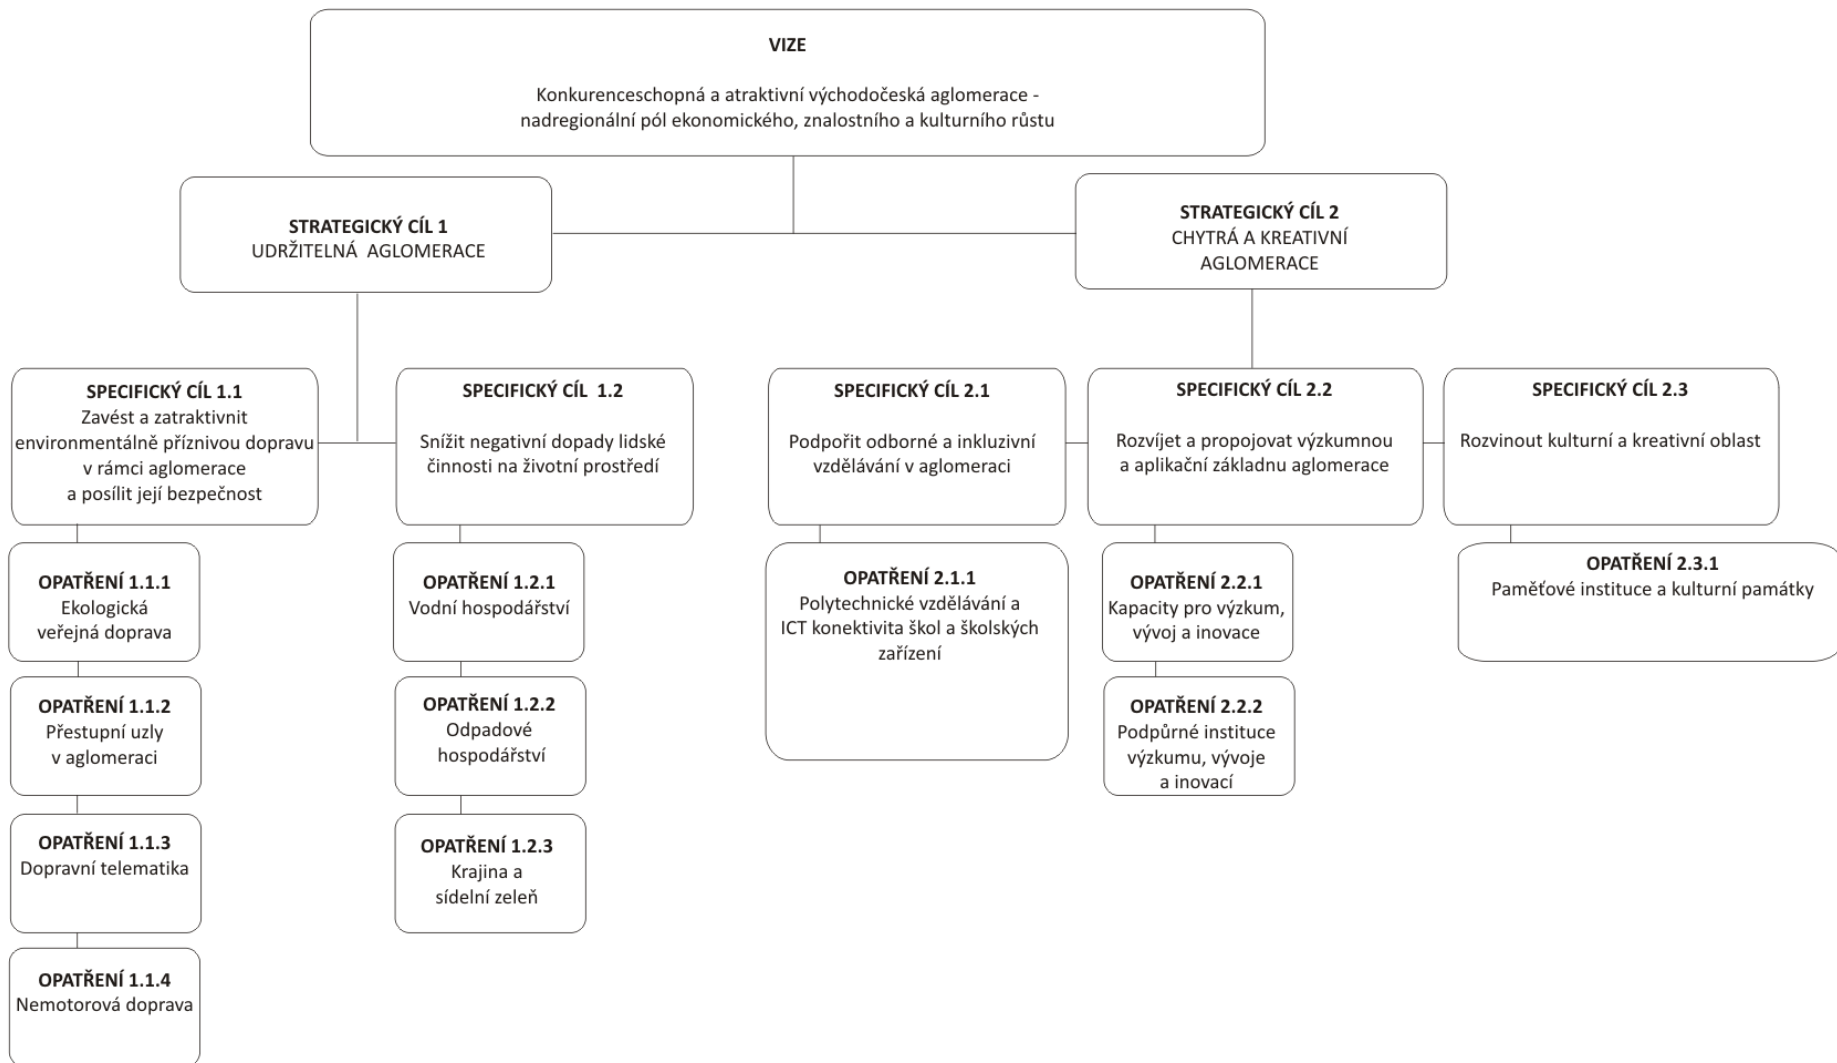 VIZE
Konkurenceschopná a atraktivní východočeská aglomerace -
nadregionální pól ekonomického, znalostního a kulturního růstu
STRATEGICKÝ CÍL 1
UDRŽITELNÁ AGLOMERACE
STRATEGICKÝ CÍL 2
CHYTRÁ A KREATIVNÍ
AGLOMERACE
SPECIFICKÝ CÍL 1.1
Zavést a zatraktivnit
environmentálně příznivou dopravu
v rámci aglomerace
a posílit její bezpečnost
SPECIFICKÝ CÍL 1.2
Snížit negativní dopady lidské
činnosti na životní prostředí
SPECIFICKÝ CÍL 2.1
Podpořit odborné a inkluzivní
vzdělávání v aglomeraci
SPECIFICKÝ CÍL 2.2
Rozvíjet a propojovat výzkumnou
a aplikační základnu aglomerace
SPECIFICKÝ CÍL 2.3
Rozvinout kulturní a kreativní oblast
OPATŘENÍ 1.1.1
Ekologická
veřejná doprava
OPATŘENÍ 1.1.2
Přestupní uzly
v aglomeraci
OPATŘENÍ 1.1.3
Dopravní telematika
OPATŘENÍ 1.1.4
Nemotorová doprava
OPATŘENÍ 1.2.1
Vodní hospodářství
OPATŘENÍ 1.2.2
Odpadové
hospodářství
OPATŘENÍ 1.2.3
Krajina a
sídelní zeleň
OPATŘENÍ 2.1.1
Polytechnické vzdělávání a
ICT konektivita škol a školských
zařízení
OPATŘENÍ 2.2.1
Kapacity pro výzkum,
vývoj a inovace
OPATŘENÍ 2.2.2
Podpůrné instituce
výzkumu, vývoje
a inovací
OPATŘENÍ 2.3.1
Paměťové instituce a kulturní památky